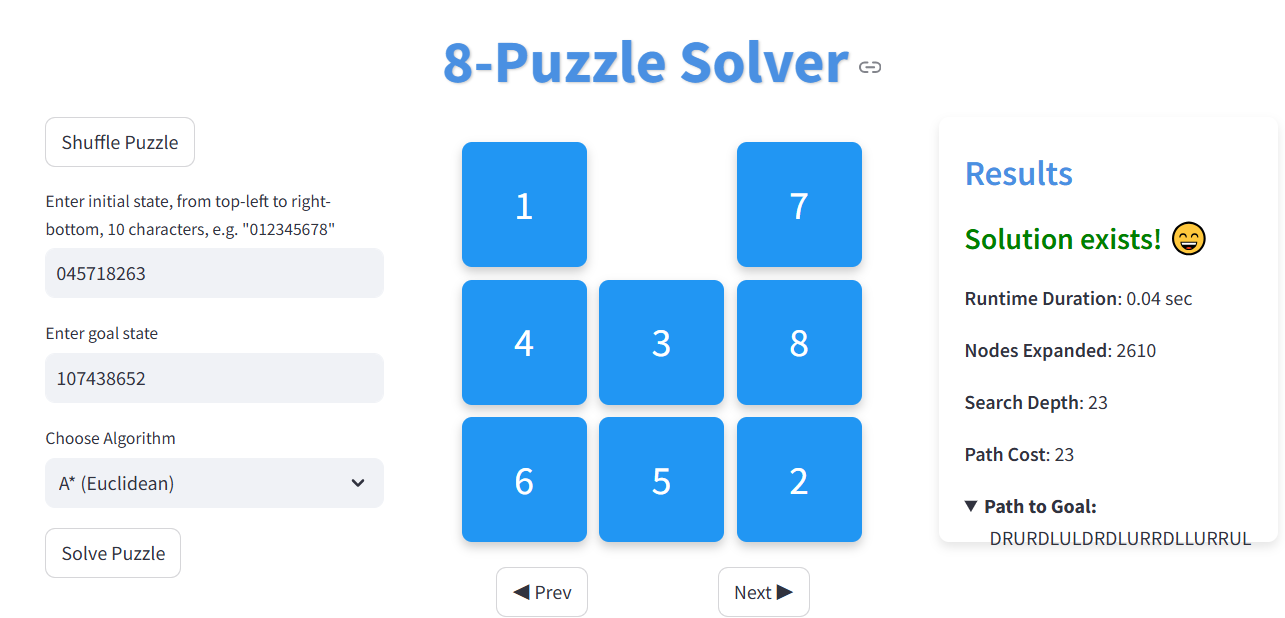 8-Puzzle Solver
Shuffle Puzzle
Enter initial state, from top-left to right-
bottom, 10 characters, e.g. "012345678"
045718263
Enter goal state
107438652
Choose Algorithm
A* (Euclidean)
Solve Puzzle
1 7
4 3 8
6 5 2
◀ Prev
Next ▶
Results
Solution exists! 😄
Runtime Duration: 0.04 sec
Nodes Expanded: 2610
Search Depth: 23
Path Cost: 23
▼ Path to Goal:
DRURDLULDRDLURRDLLURRUL